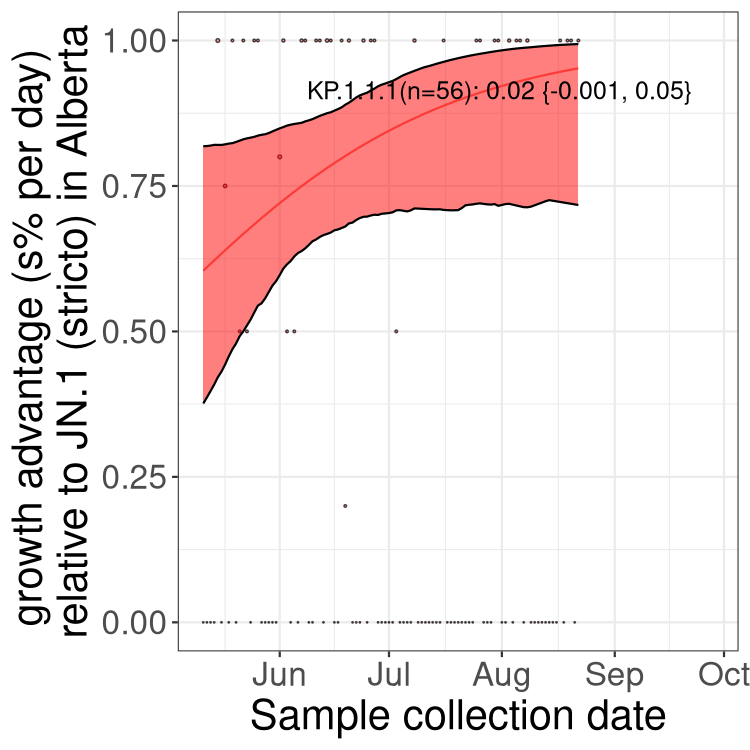 growth advantage (s% per day)
relative to JN.1 (stricto) in Alberta
1.00
0.75
0.50
0.25
0.00
KP.1.1.1(n=56): 0.02 {-0.001, 0.05}
Jun Jul Aug Sep Oct
Sample collection date